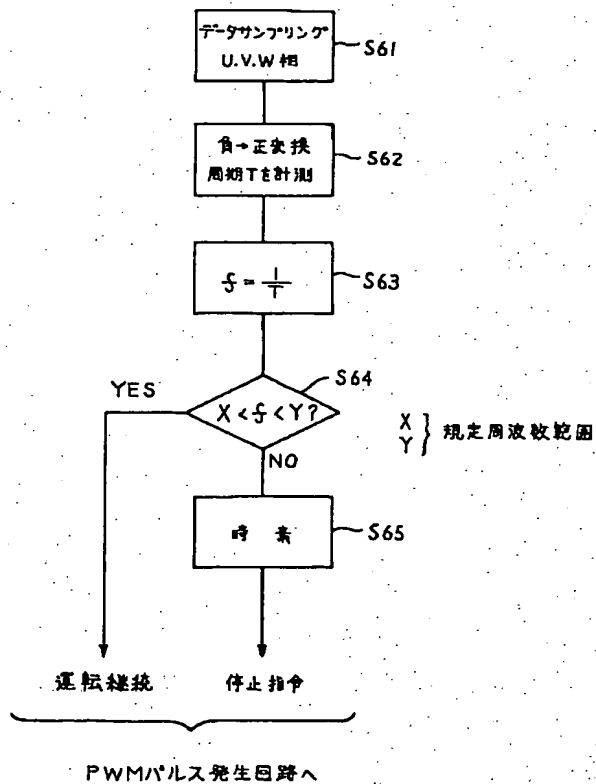 データサンプリング
U.V.W 相
S61
負→正変換
周期Tを計測
S62
f = 1/T
S63
S64
YES
X < f < Y?
NO
X
Y } 規定周波数範囲
時素
S65
運転継続
停止指令
PWMパルス発生回路へ